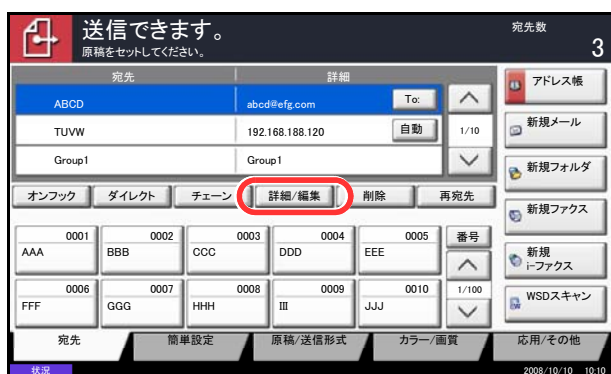 送信できます。
原稿をセットしてください。
宛先数
3
宛先 詳細
ABCD abcd@efg.com To:
TUVW 192.168.188.120 自動
Group1 Group1
1/10
オンフック ダイレクト チェーン 詳細/編集 削除 再宛先
0001 0002 0003 0004 0005
AAA BBB CCC DDD EEE
0006 0007 0008 0009 0010
FFF GGG HHH III JJJ
番号
1/100
アドレス帳
新規メール
新規フォルダ
新規ファクス
新規
i-ファクス
WSDスキャン
宛先 簡単設定 原稿/送信形式 カラー/画質 応用/その他
状況 2008/10/10 10:10